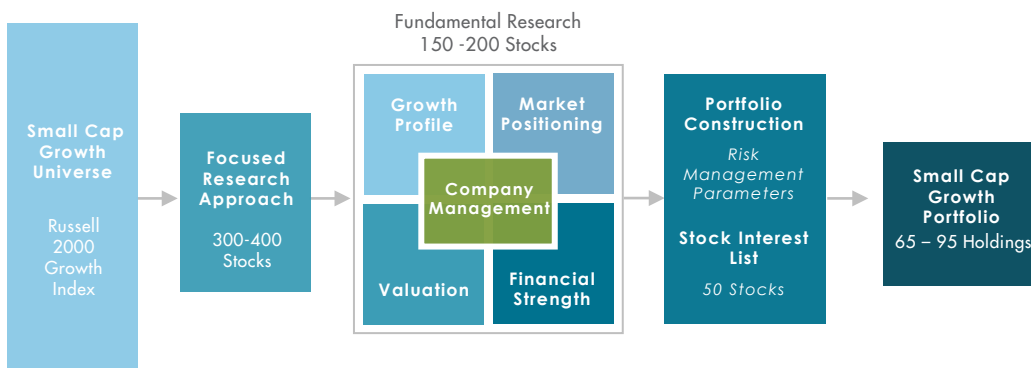 Small Cap
Growth
Universe
Russell
2000
Growth
Index
Focused
Research
Approach
300-400
Stocks
Fundamental Research
150 -200 Stocks
Growth
Profile
Market
Positioning
Company
Management
Valuation
Financial
Strength
Portfolio
Construction
Risk
Management
Parameters
Stock Interest
List
50 Stocks
Small Cap
Growth
Portfolio
65 – 95 Holdings